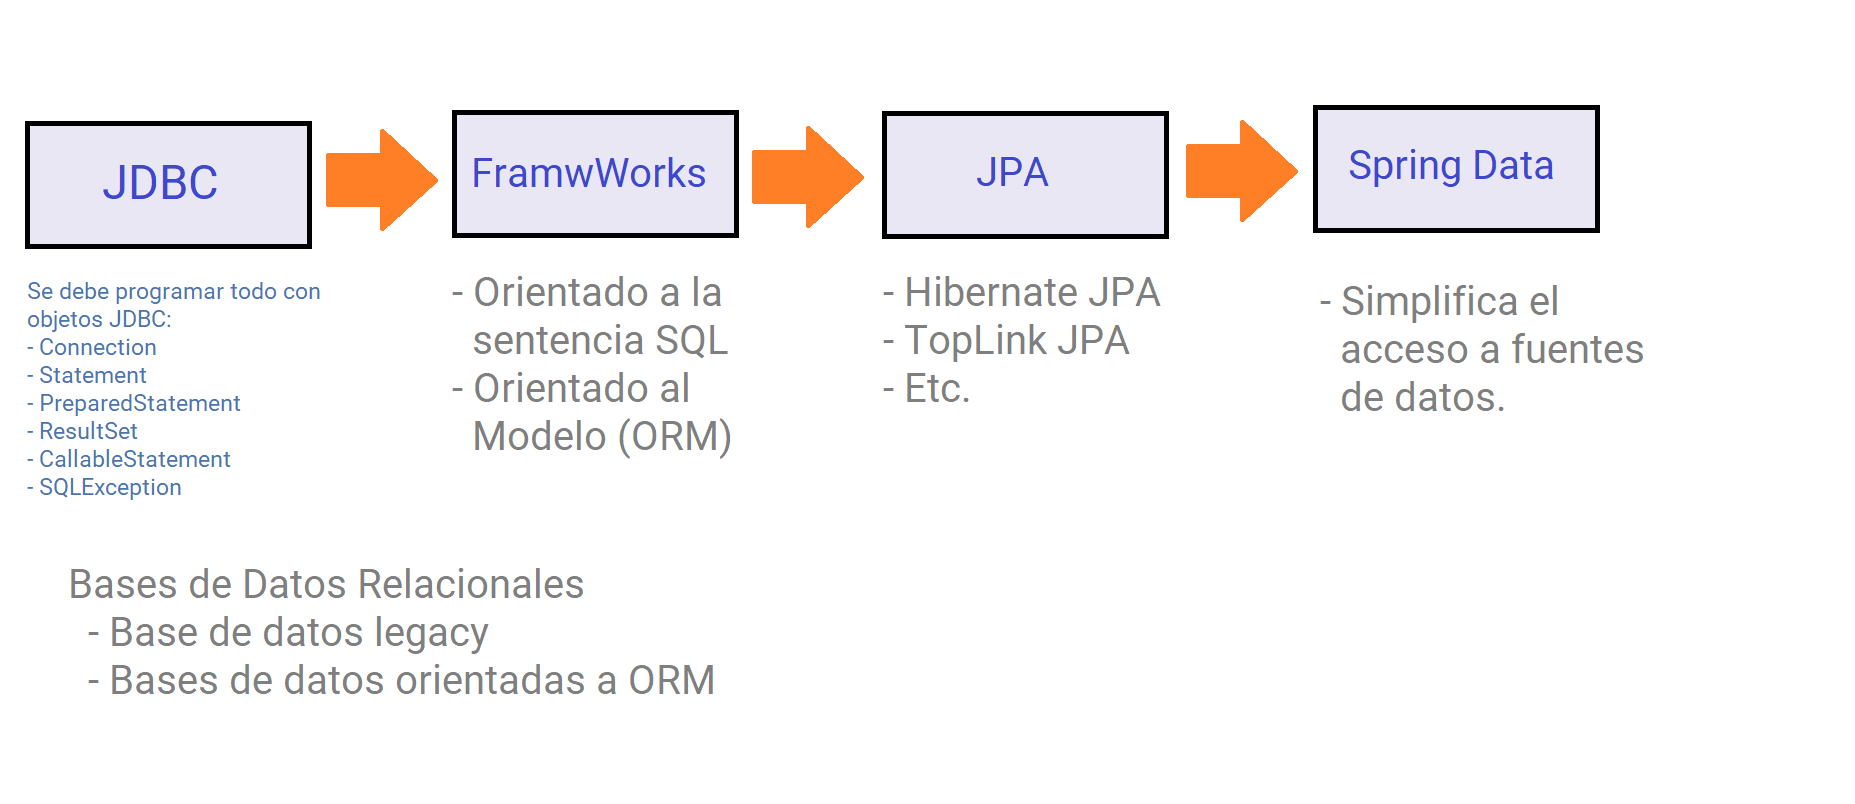 JDBC
FramwWorks
JPA
Spring Data
Se debe programar todo con
objetos JDBC:
- Connection
- Statement
- PreparedStatement
- ResultSet
- CallableStatement
- SQLException
- Orientado a la
sentencia SQL
- Orientado al
Modelo (ORM)
- Hibernate JPA
- TopLink JPA
- Etc.
- Simplifica el
acceso a fuentes
de datos.
Bases de Datos Relacionales
- Base de datos legacy
- Bases de datos orientadas a ORM